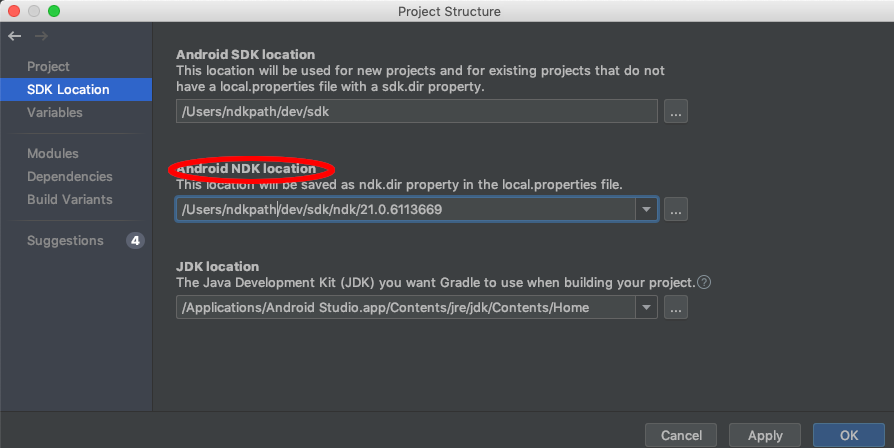 Project Structure
Project
SDK Location
Variables
Modules
Dependencies
Build Variants
Suggestions 4
Android SDK location
This location will be used for new projects and for existing projects that do not
have a local.properties file with a sdk.dir property.
/Users/ndkpath/dev/sdk
...
Android NDK location
This location will be saved as ndk.dir property in the local.properties file.
/Users/ndkpath/dev/sdk/ndk/21.0.6113669
...
JDK location
The Java Development Kit (JDK) you want Gradle to use when building your project. ?
/Applications/Android Studio.app/Contents/jre/jdk/Contents/Home
...
Cancel
Apply
OK